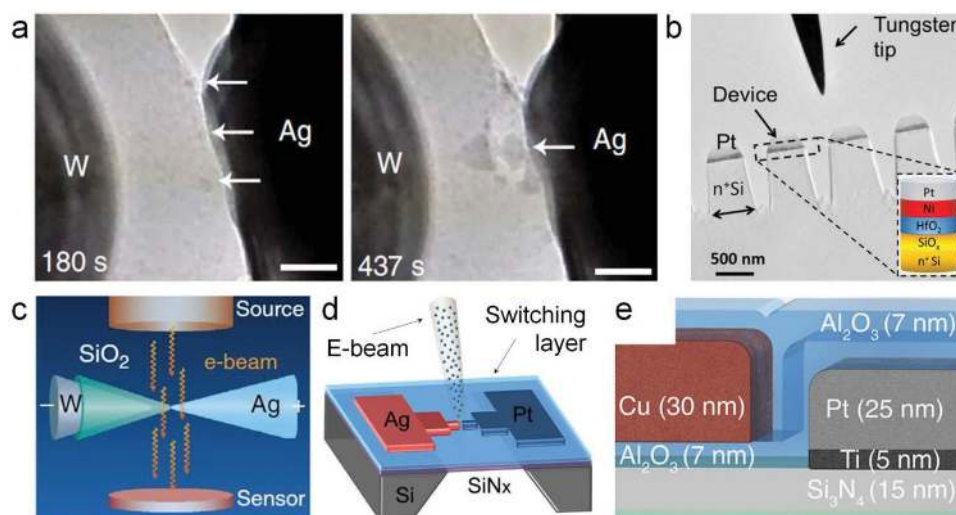 a
W
Ag
180 s
W
Ag
437 s
b
Tungsten
tip
Device
Pt
n⁺Si
500 nm
Pt
Ni
HfO₂
SiOₓ
n⁺ Si
c
Source
SiO₂
e-beam
W
Ag
+
Sensor
d
E-beam
Switching
layer
Ag
Pt
Si
SiNx
e
Al₂O₃ (7 nm)
Cu (30 nm)
Pt (25 nm)
Al₂O₃ (7 nm)
Ti (5 nm)
Si₃N₄ (15 nm)